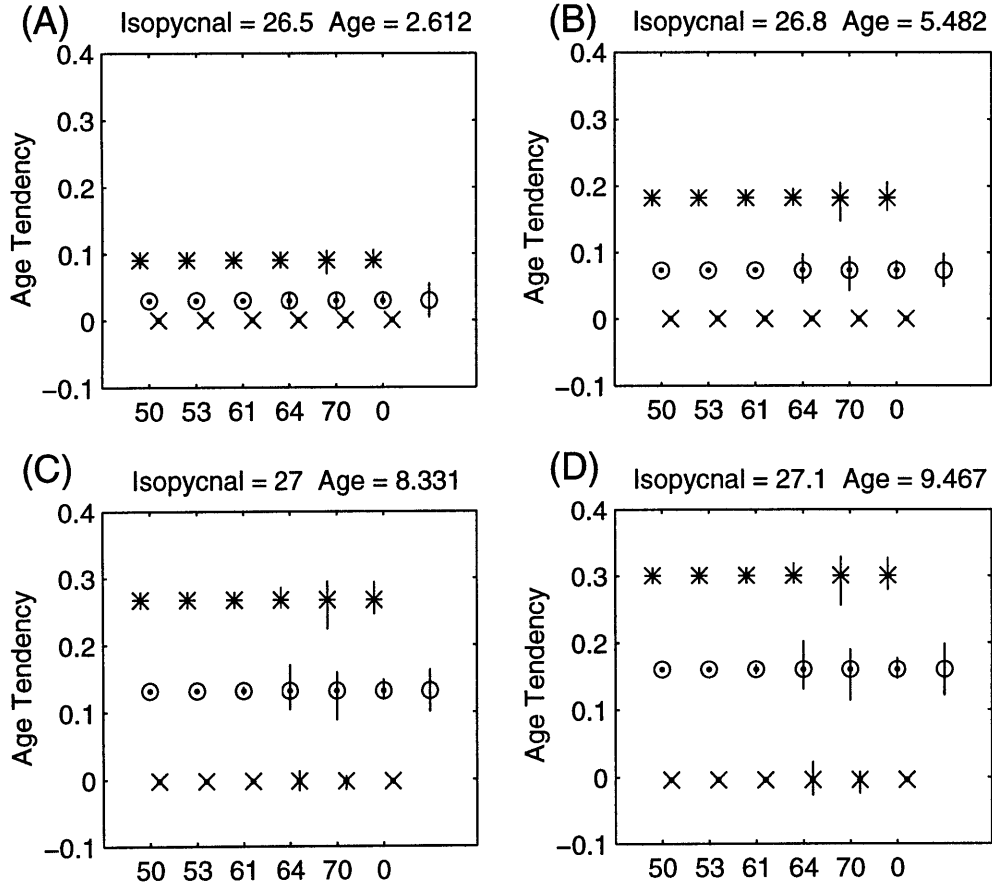 (A) Isopycnal = 26.5 Age = 2.612
0.4
0.3
0.2
0.1
0
−0.1
Age Tendency
50 53 61 64 70 0
(B) Isopycnal = 26.8 Age = 5.482
0.4
0.3
0.2
0.1
0
−0.1
Age Tendency
50 53 61 64 70 0
(C) Isopycnal = 27 Age = 8.331
0.4
0.3
0.2
0.1
0
−0.1
Age Tendency
50 53 61 64 70 0
(D) Isopycnal = 27.1 Age = 9.467
0.4
0.3
0.2
0.1
0
−0.1
Age Tendency
50 53 61 64 70 0